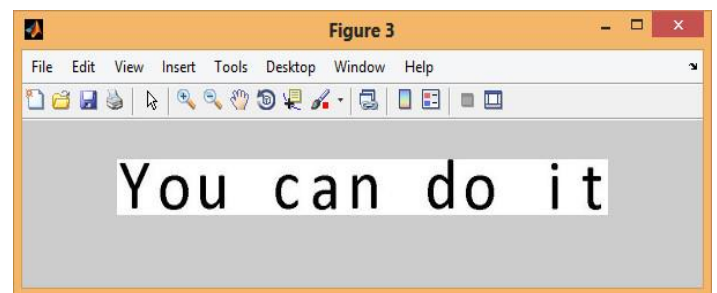 Figure 3
File Edit View Insert Tools Desktop Window Help
You can do it